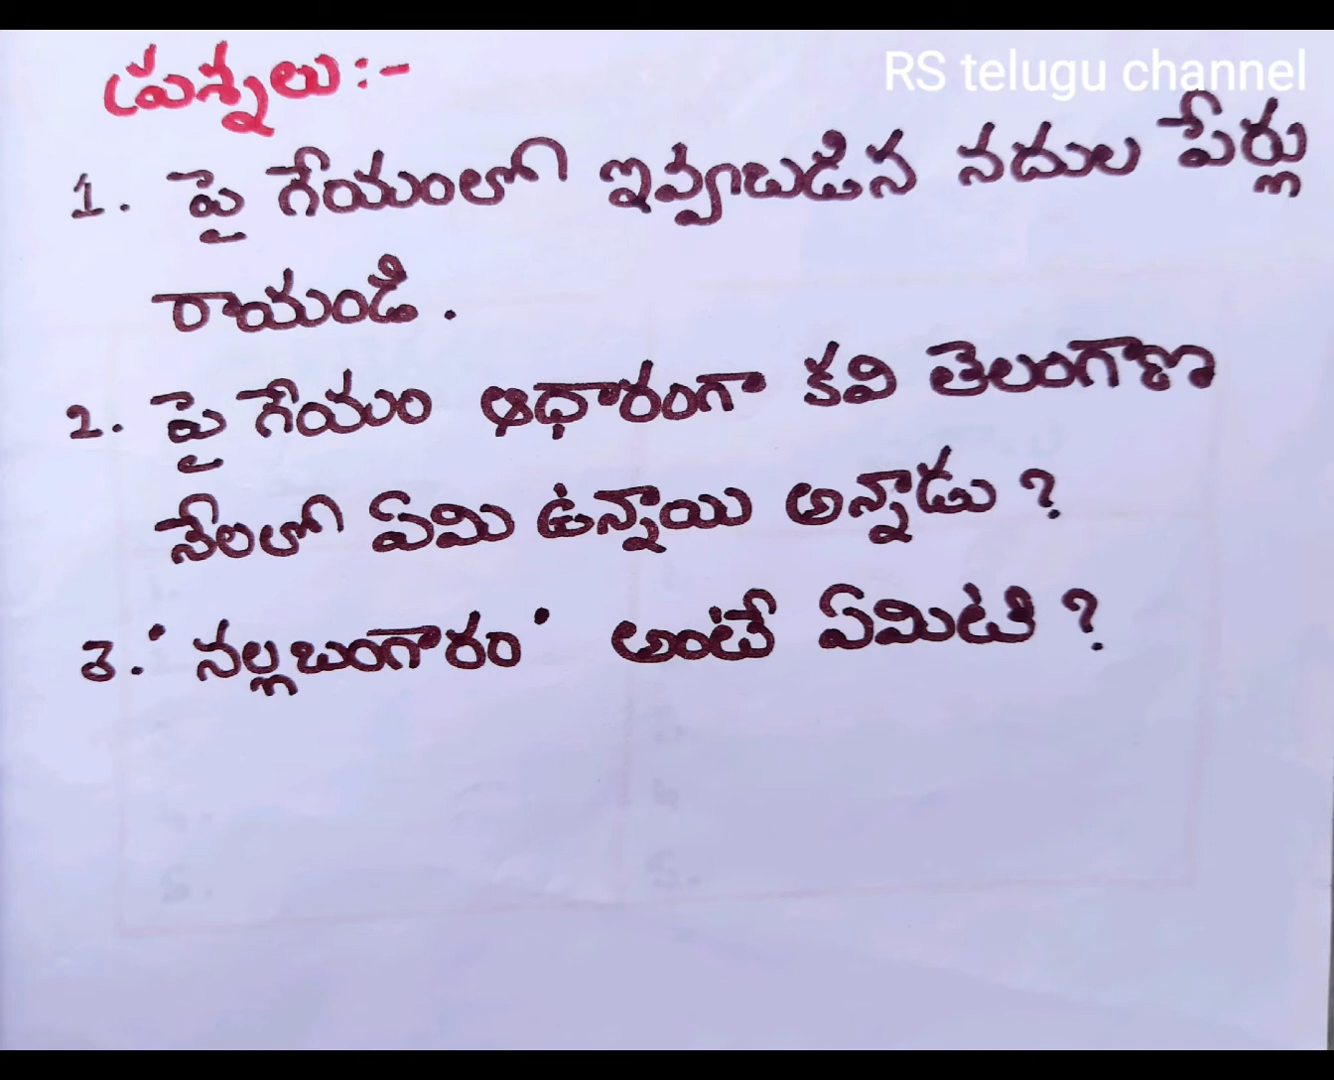 ప్రశ్నలు :-
RS telugu channel
1. పై గేయంలో ఇవ్వబడిన నదుల పేర్లు
రాయండి .
2. పై గేయం ఆధారంగా కవి తెలంగాణ
నేలలో ఏమి ఉన్నాయి అన్నాడు ?
3. ' నల్లబంగారం ' అంటే ఏమిటి ?